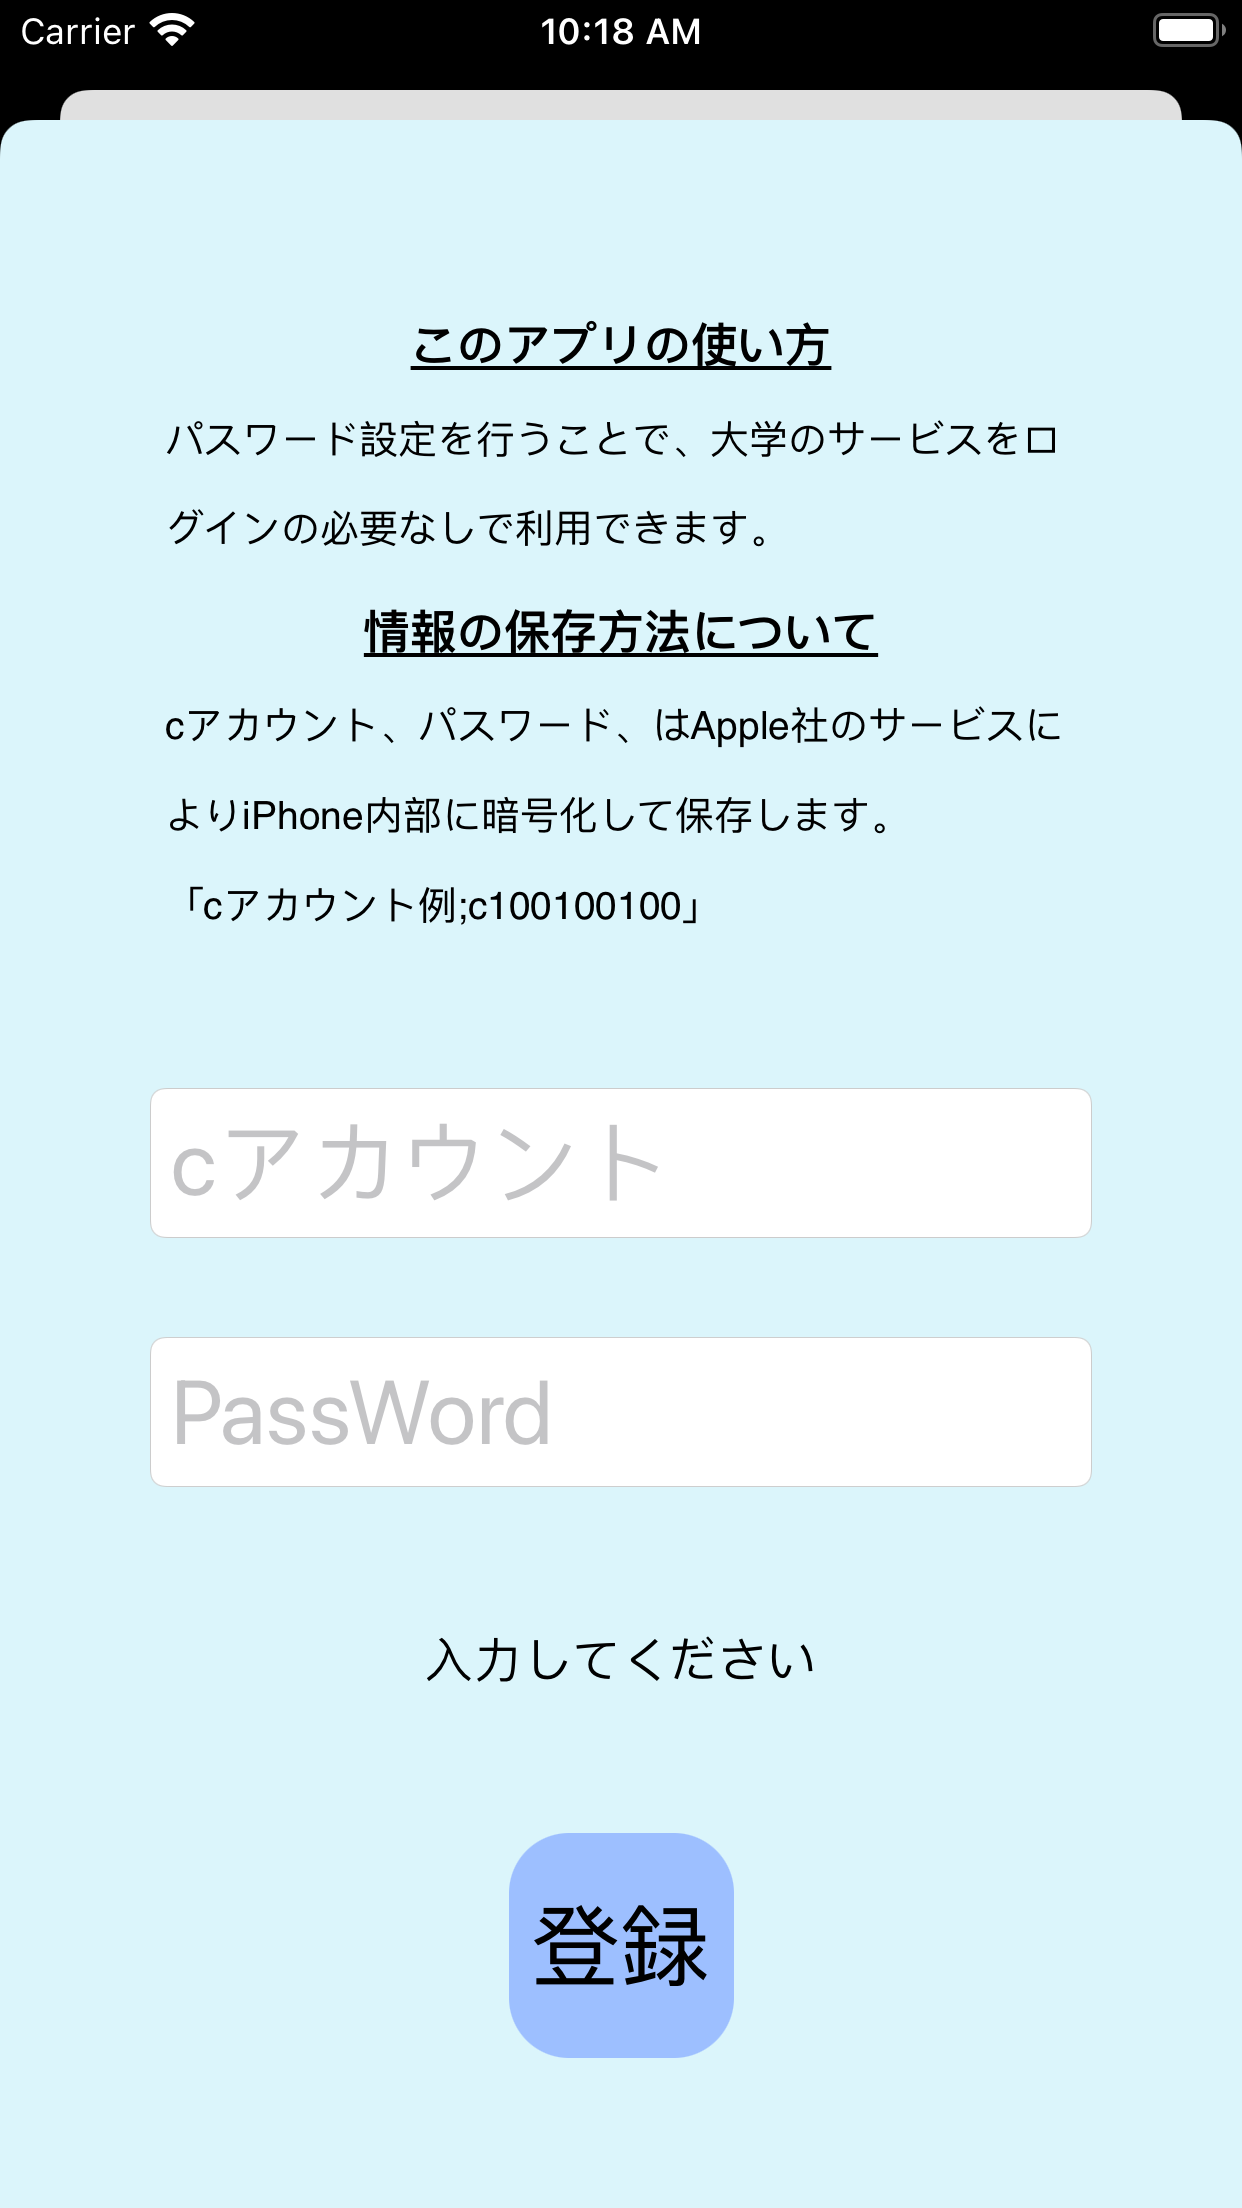 Carrier 10:18 AM
このアプリの使い方
パスワード設定を行うことで、大学のサービスをロ
グインの必要なしで利用できます。
情報の保存方法について
cアカウント、パスワード、はApple社のサービスに
よりiPhone内部に暗号化して保存します。
「cアカウント例;c100100100」
cアカウント
PassWord
入力してください
登録